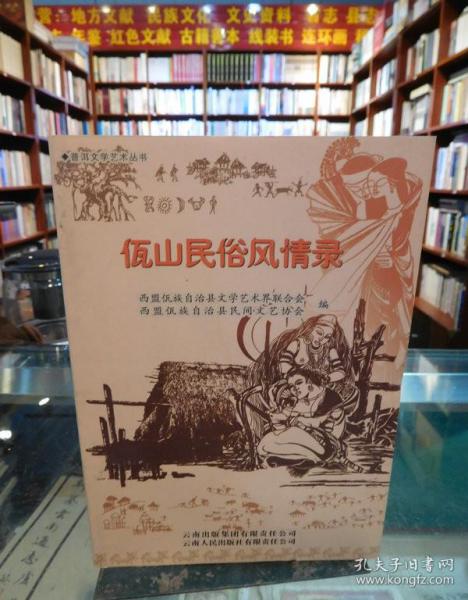 地方文献 民族文化 文史资料
年鉴 红色文献 古籍善本 线装书 连环画
◆普洱文学艺术丛书
佤山民俗风情录
西盟佤族自治县文学艺术界联合会
西盟佤族自治县民间文艺协会
编
云南出版集团有限责任公司
云南人民出版社有限责任公司
孔夫子旧书网
www.kongfz.com